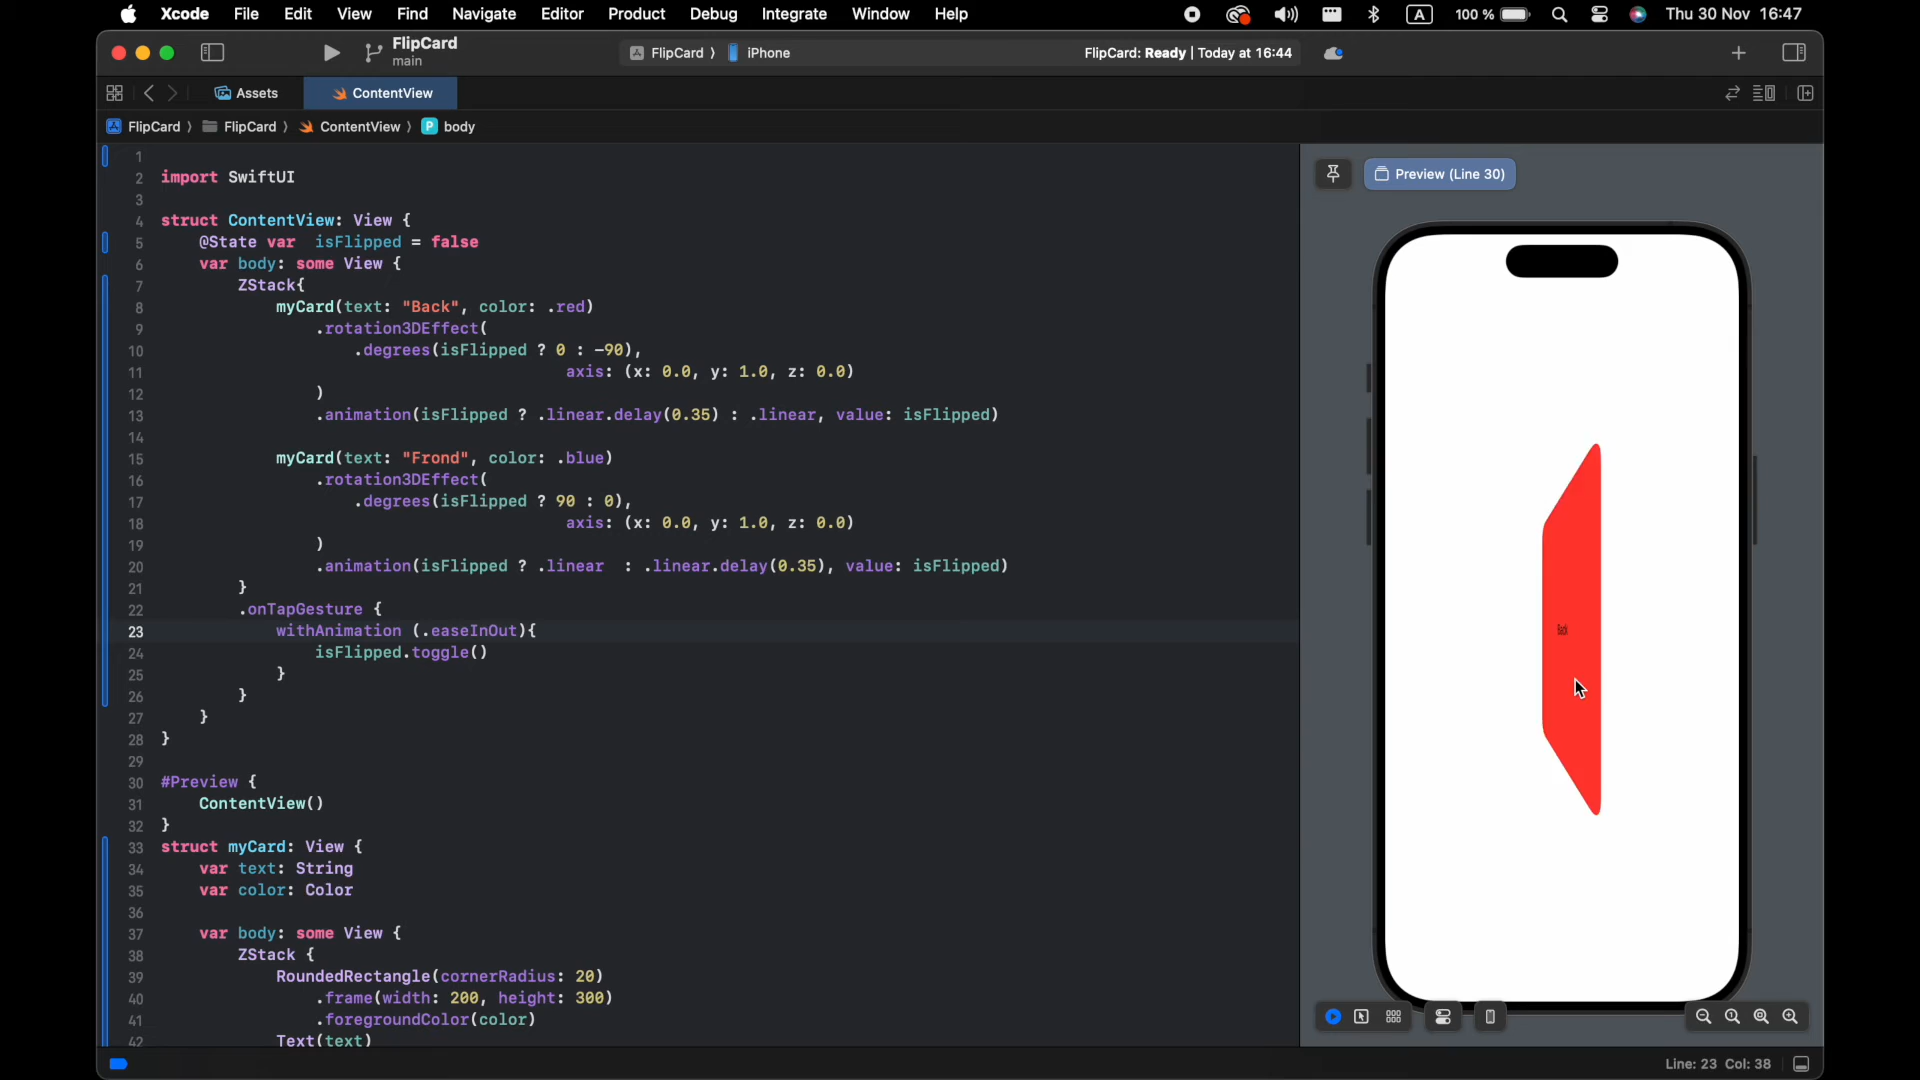 Xcode File Edit View Find Navigate Editor Product Debug Integrate Window Help A 100 % Thu 30 Nov 16:47
FlipCard
main
FlipCard 〉 iPhone FlipCard: Ready | Today at 16:44
Assets ContentView
FlipCard 〉 FlipCard 〉 ContentView 〉 P body
1
2 import SwiftUI
3
4 struct ContentView: View {
5 @State var  isFlipped = false
6 var body: some View {
7 ZStack{
8 myCard(text: "Back", color: .red)
9 .rotation3DEffect(
10 .degrees(isFlipped ? 0 : -90),
11 axis: (x: 0.0, y: 1.0, z: 0.0)
12 )
13 .animation(isFlipped ? .linear.delay(0.35) : .linear, value: isFlipped)
14
15 myCard(text: "Frond", color: .blue)
16 .rotation3DEffect(
17 .degrees(isFlipped ? 90 : 0),
18 axis: (x: 0.0, y: 1.0, z: 0.0)
19 )
20 .animation(isFlipped ? .linear  : .linear.delay(0.35), value: isFlipped)
21 }
22 .onTapGesture {
23 withAnimation (.easeInOut){
24 isFlipped.toggle()
25 }
26 }
27 }
28 }
29
30 #Preview {
31 ContentView()
32 }
33 struct myCard: View {
34 var text: String
35 var color: Color
36
37 var body: some View {
38 ZStack {
39 RoundedRectangle(cornerRadius: 20)
40 .frame(width: 200, height: 300)
41 .foregroundColor(color)
42 Text(text)
Preview (Line 30)
Line: 23 Col: 38